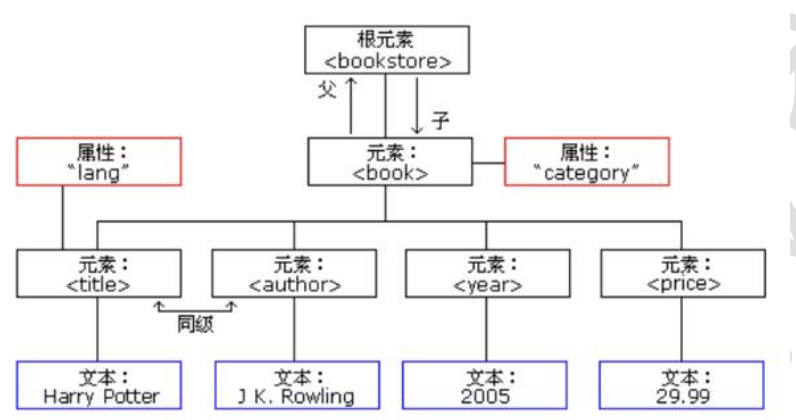 根元素
<bookstore>
父
子
属性：
"lang"
元素：
<book>
属性：
"category"
元素：
<title>
元素：
<author>
元素：
<year>
元素：
<price>
同级
文本：
Harry Potter
文本：
J K. Rowling
文本：
2005
文本：
29.99